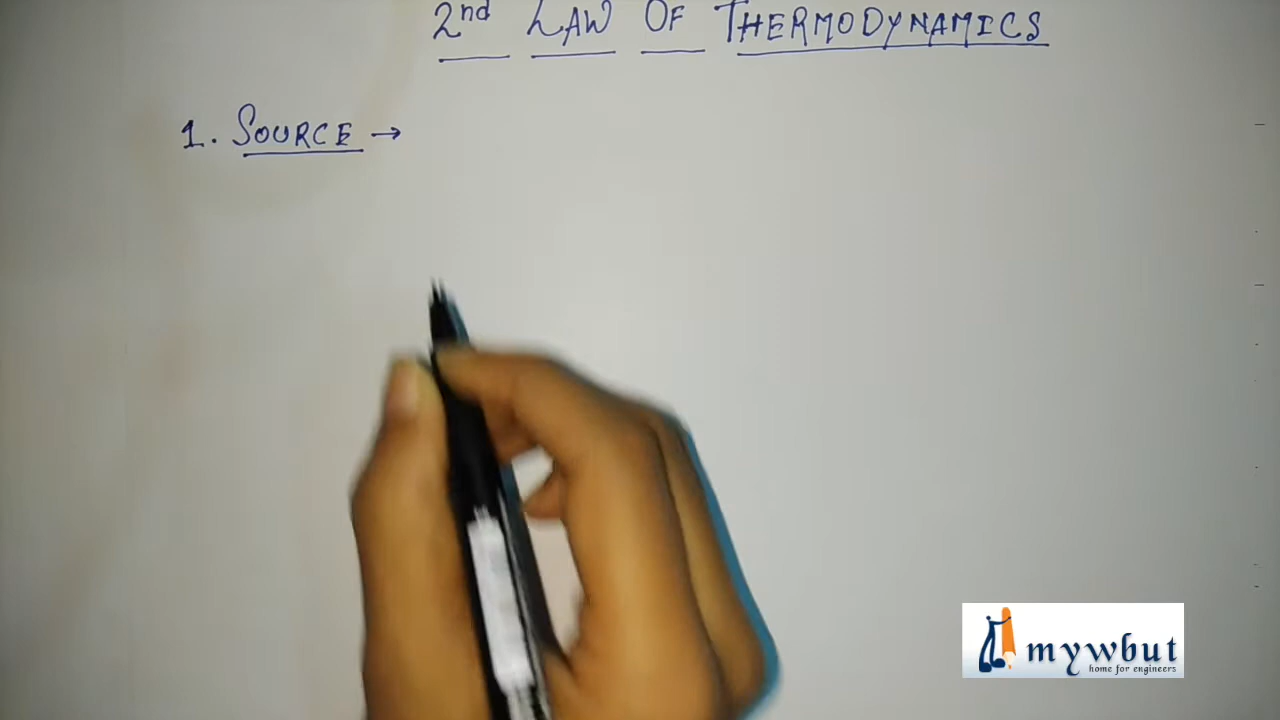 2nd LAW OF THERMODYNAMICS
1. SOURCE →
mywbut
home for engineers